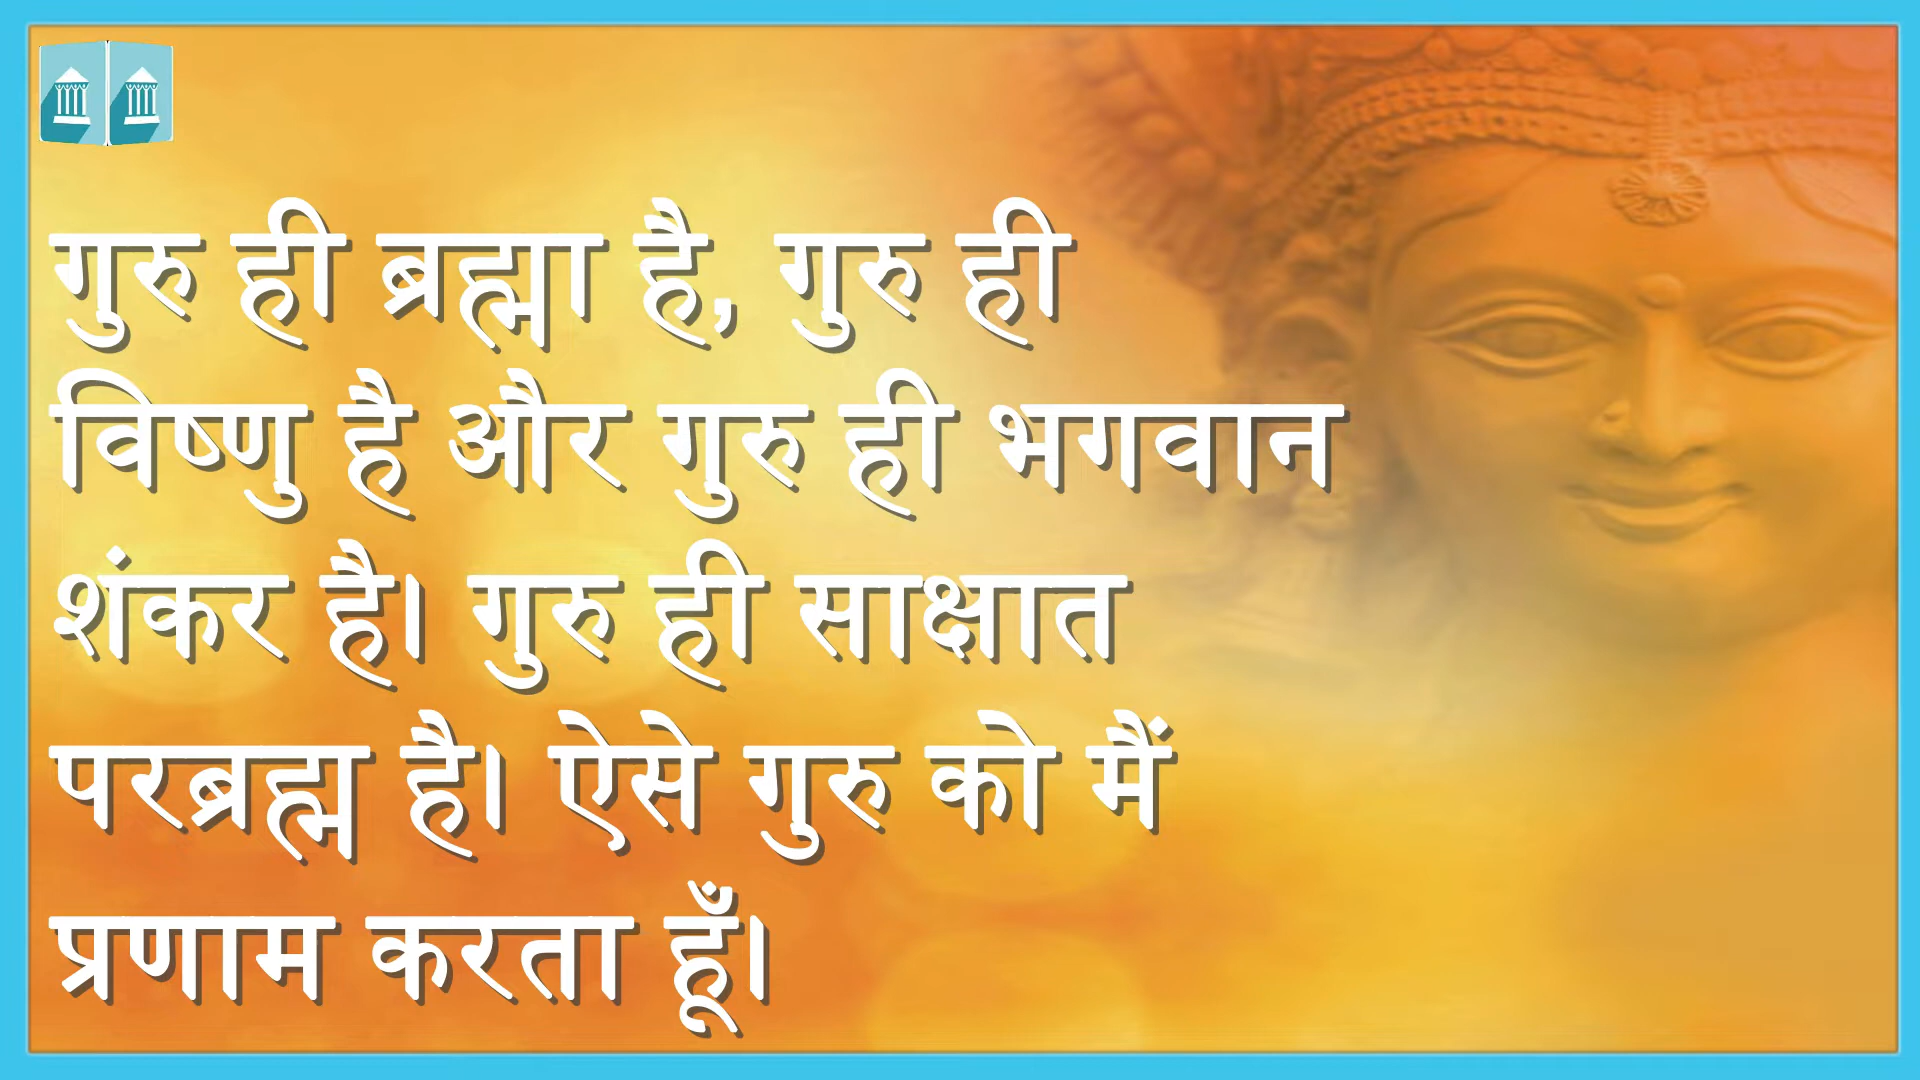 गुरु ही ब्रह्मा है, गुरु ही
विष्णु है और गुरु ही भगवान
शंकर है। गुरु ही साक्षात
परब्रह्म है। ऐसे गुरु को मैं
प्रणाम करता हूँ।